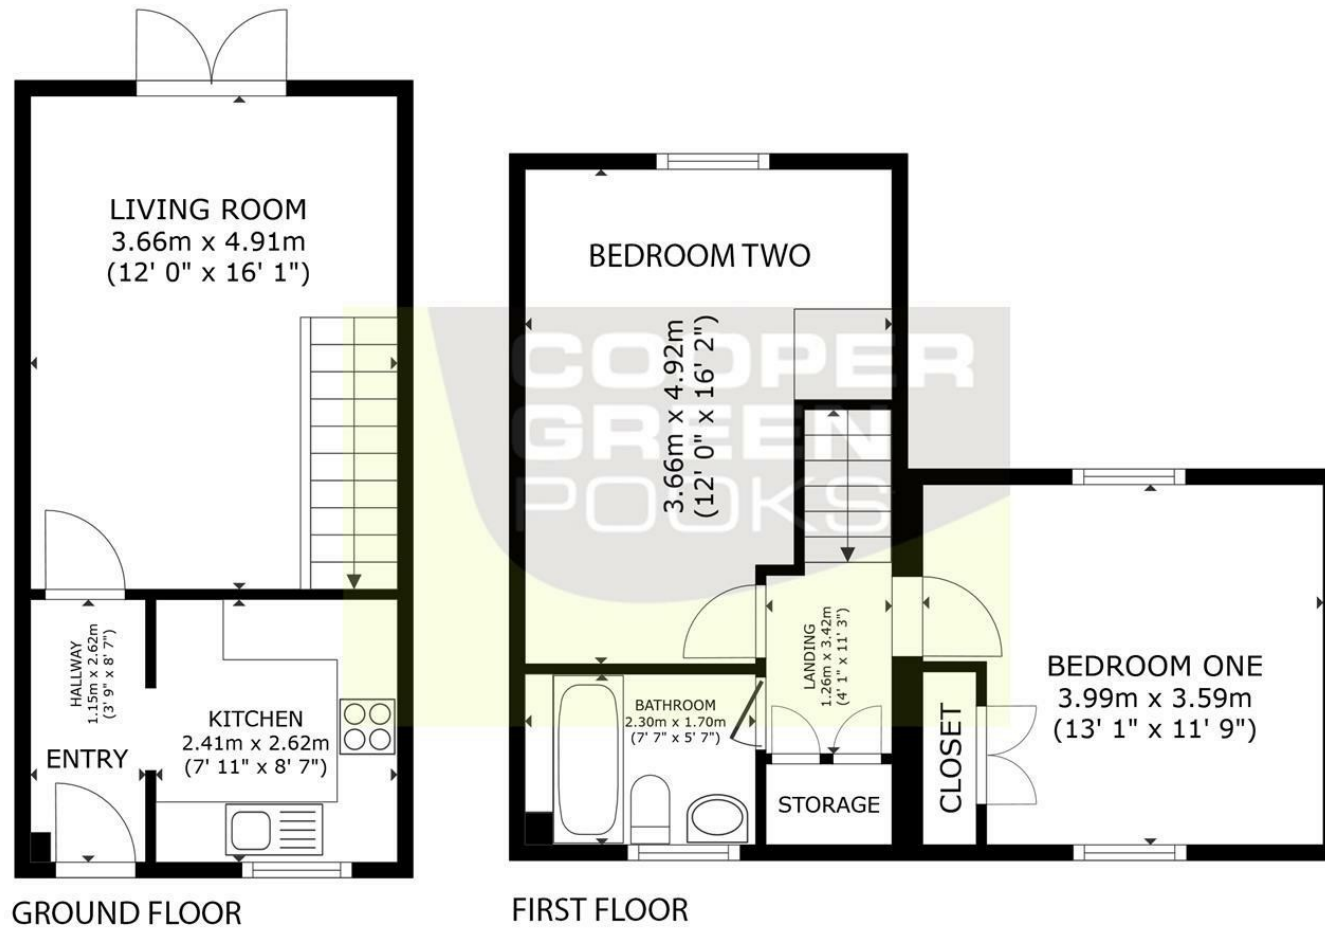 LIVING ROOM
3.66m x 4.91m
(12' 0" x 16' 1")
HALLWAY
1.15m x 2.62m
(3' 9" x 8' 7")
ENTRY
KITCHEN
2.41m x 2.62m
(7' 11" x 8' 7")
GROUND FLOOR
BEDROOM TWO
3.66m x 4.92m
(12' 0" x 16' 2")
COOPER
GREEN
POOKS
LANDING
1.26m x 3.42m
(4' 1" x 11' 3")
BATHROOM
2.30m x 1.70m
(7' 7" x 5' 7")
STORAGE
CLOSET
BEDROOM ONE
3.99m x 3.59m
(13' 1" x 11' 9")
FIRST FLOOR